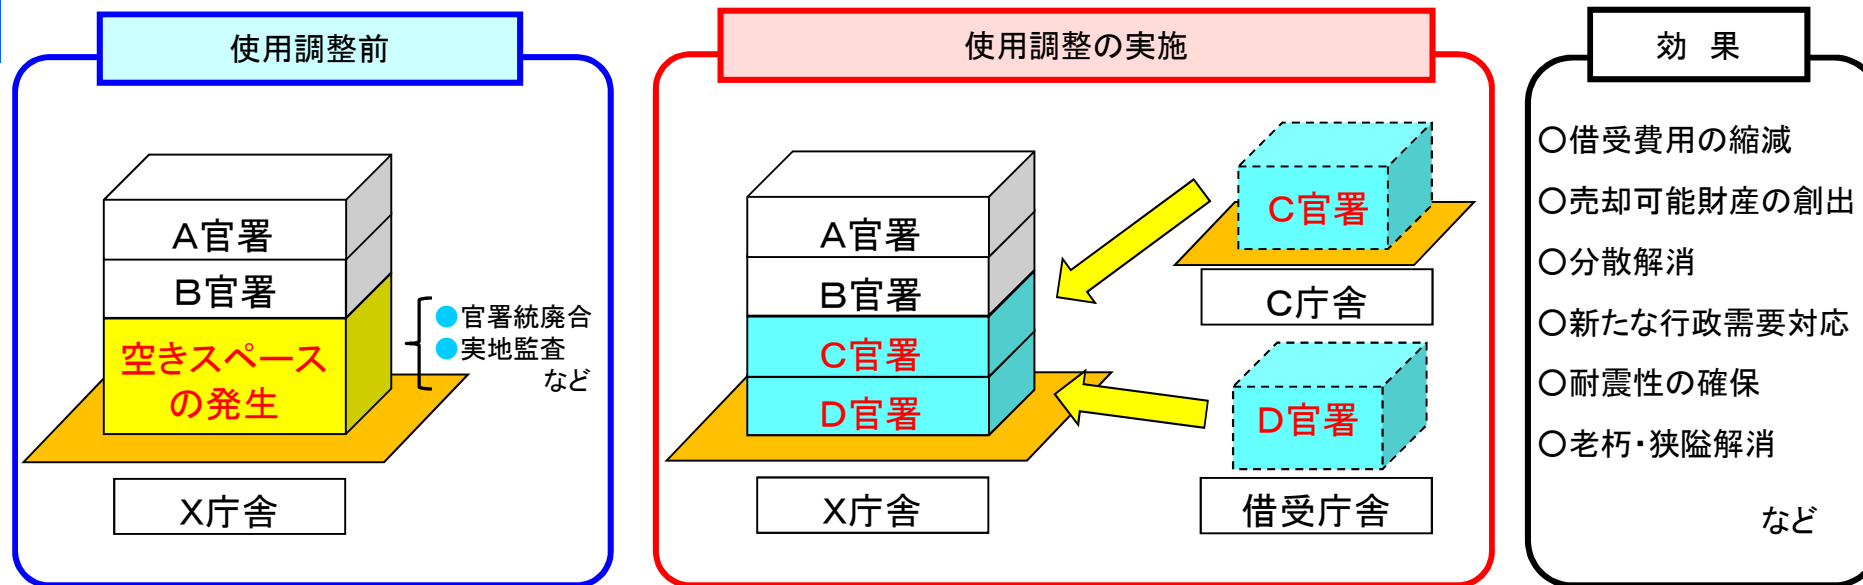 使用調整前
A官署
B官署
空きスペース
の発生
●官署統廃合
●実地監査
など
X庁舎
使用調整の実施
A官署
B官署
C官署
D官署
X庁舎
C官署
C庁舎
D官署
借受庁舎
効 果
○借受費用の縮減
○売却可能財産の創出
○分散解消
○新たな行政需要対応
○耐震性の確保
○老朽・狭隘解消
など